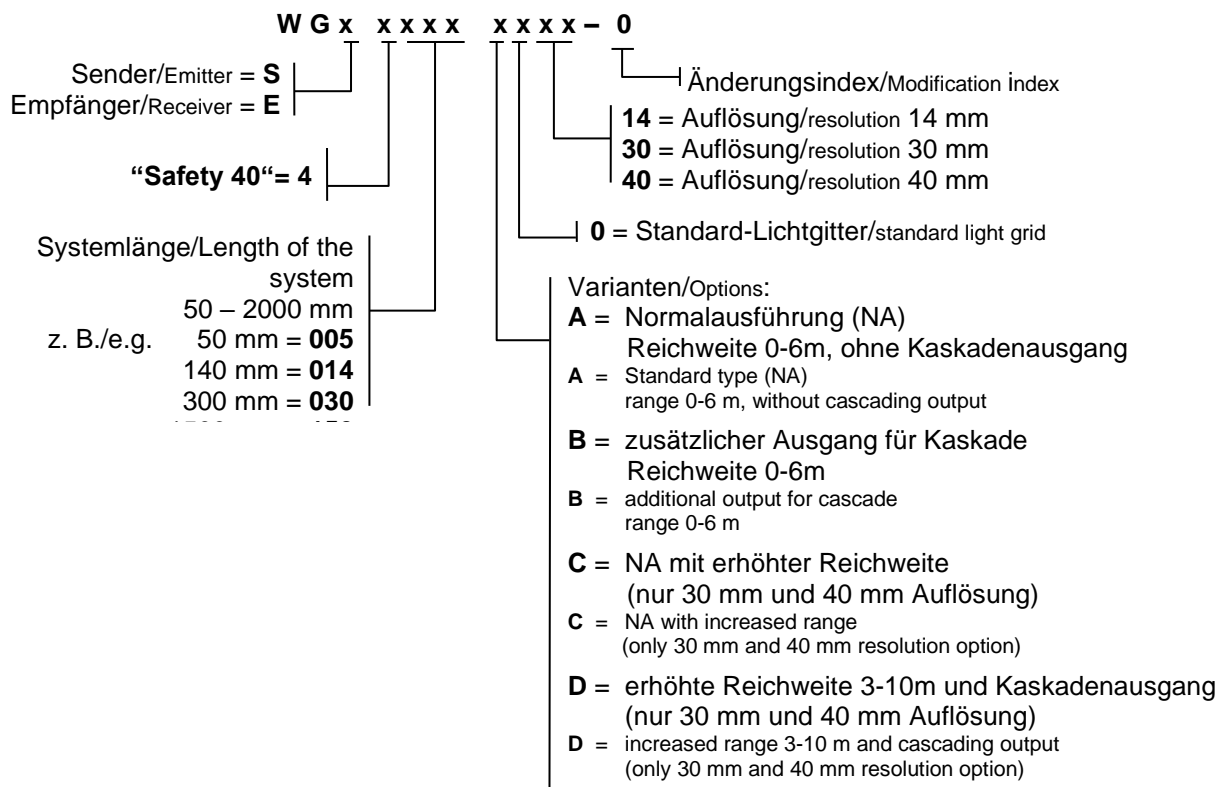 W G x x x x x x x x x – 0
Sender/Emitter = S
Empfänger/Receiver = E
Änderungsindex/Modification index
14 = Auflösung/resolution 14 mm
30 = Auflösung/resolution 30 mm
40 = Auflösung/resolution 40 mm
“Safety 40“= 4
0 = Standard-Lichtgitter/standard light grid
Systemlänge/Length of the
system
50 – 2000 mm
z. B./e.g. 50 mm = 005
140 mm = 014
300 mm = 030
Varianten/Options:
A = Normalausführung (NA)
Reichweite 0-6m, ohne Kaskadenausgang
A = Standard type (NA)
range 0-6 m, without cascading output
B = zusätzlicher Ausgang für Kaskade
Reichweite 0-6m
B = additional output for cascade
range 0-6 m
C = NA mit erhöhter Reichweite
(nur 30 mm und 40 mm Auflösung)
C = NA with increased range
(only 30 mm and 40 mm resolution option)
D = erhöhte Reichweite 3-10m und Kaskadenausgang
(nur 30 mm und 40 mm Auflösung)
D = increased range 3-10 m and cascading output
(only 30 mm and 40 mm resolution option)